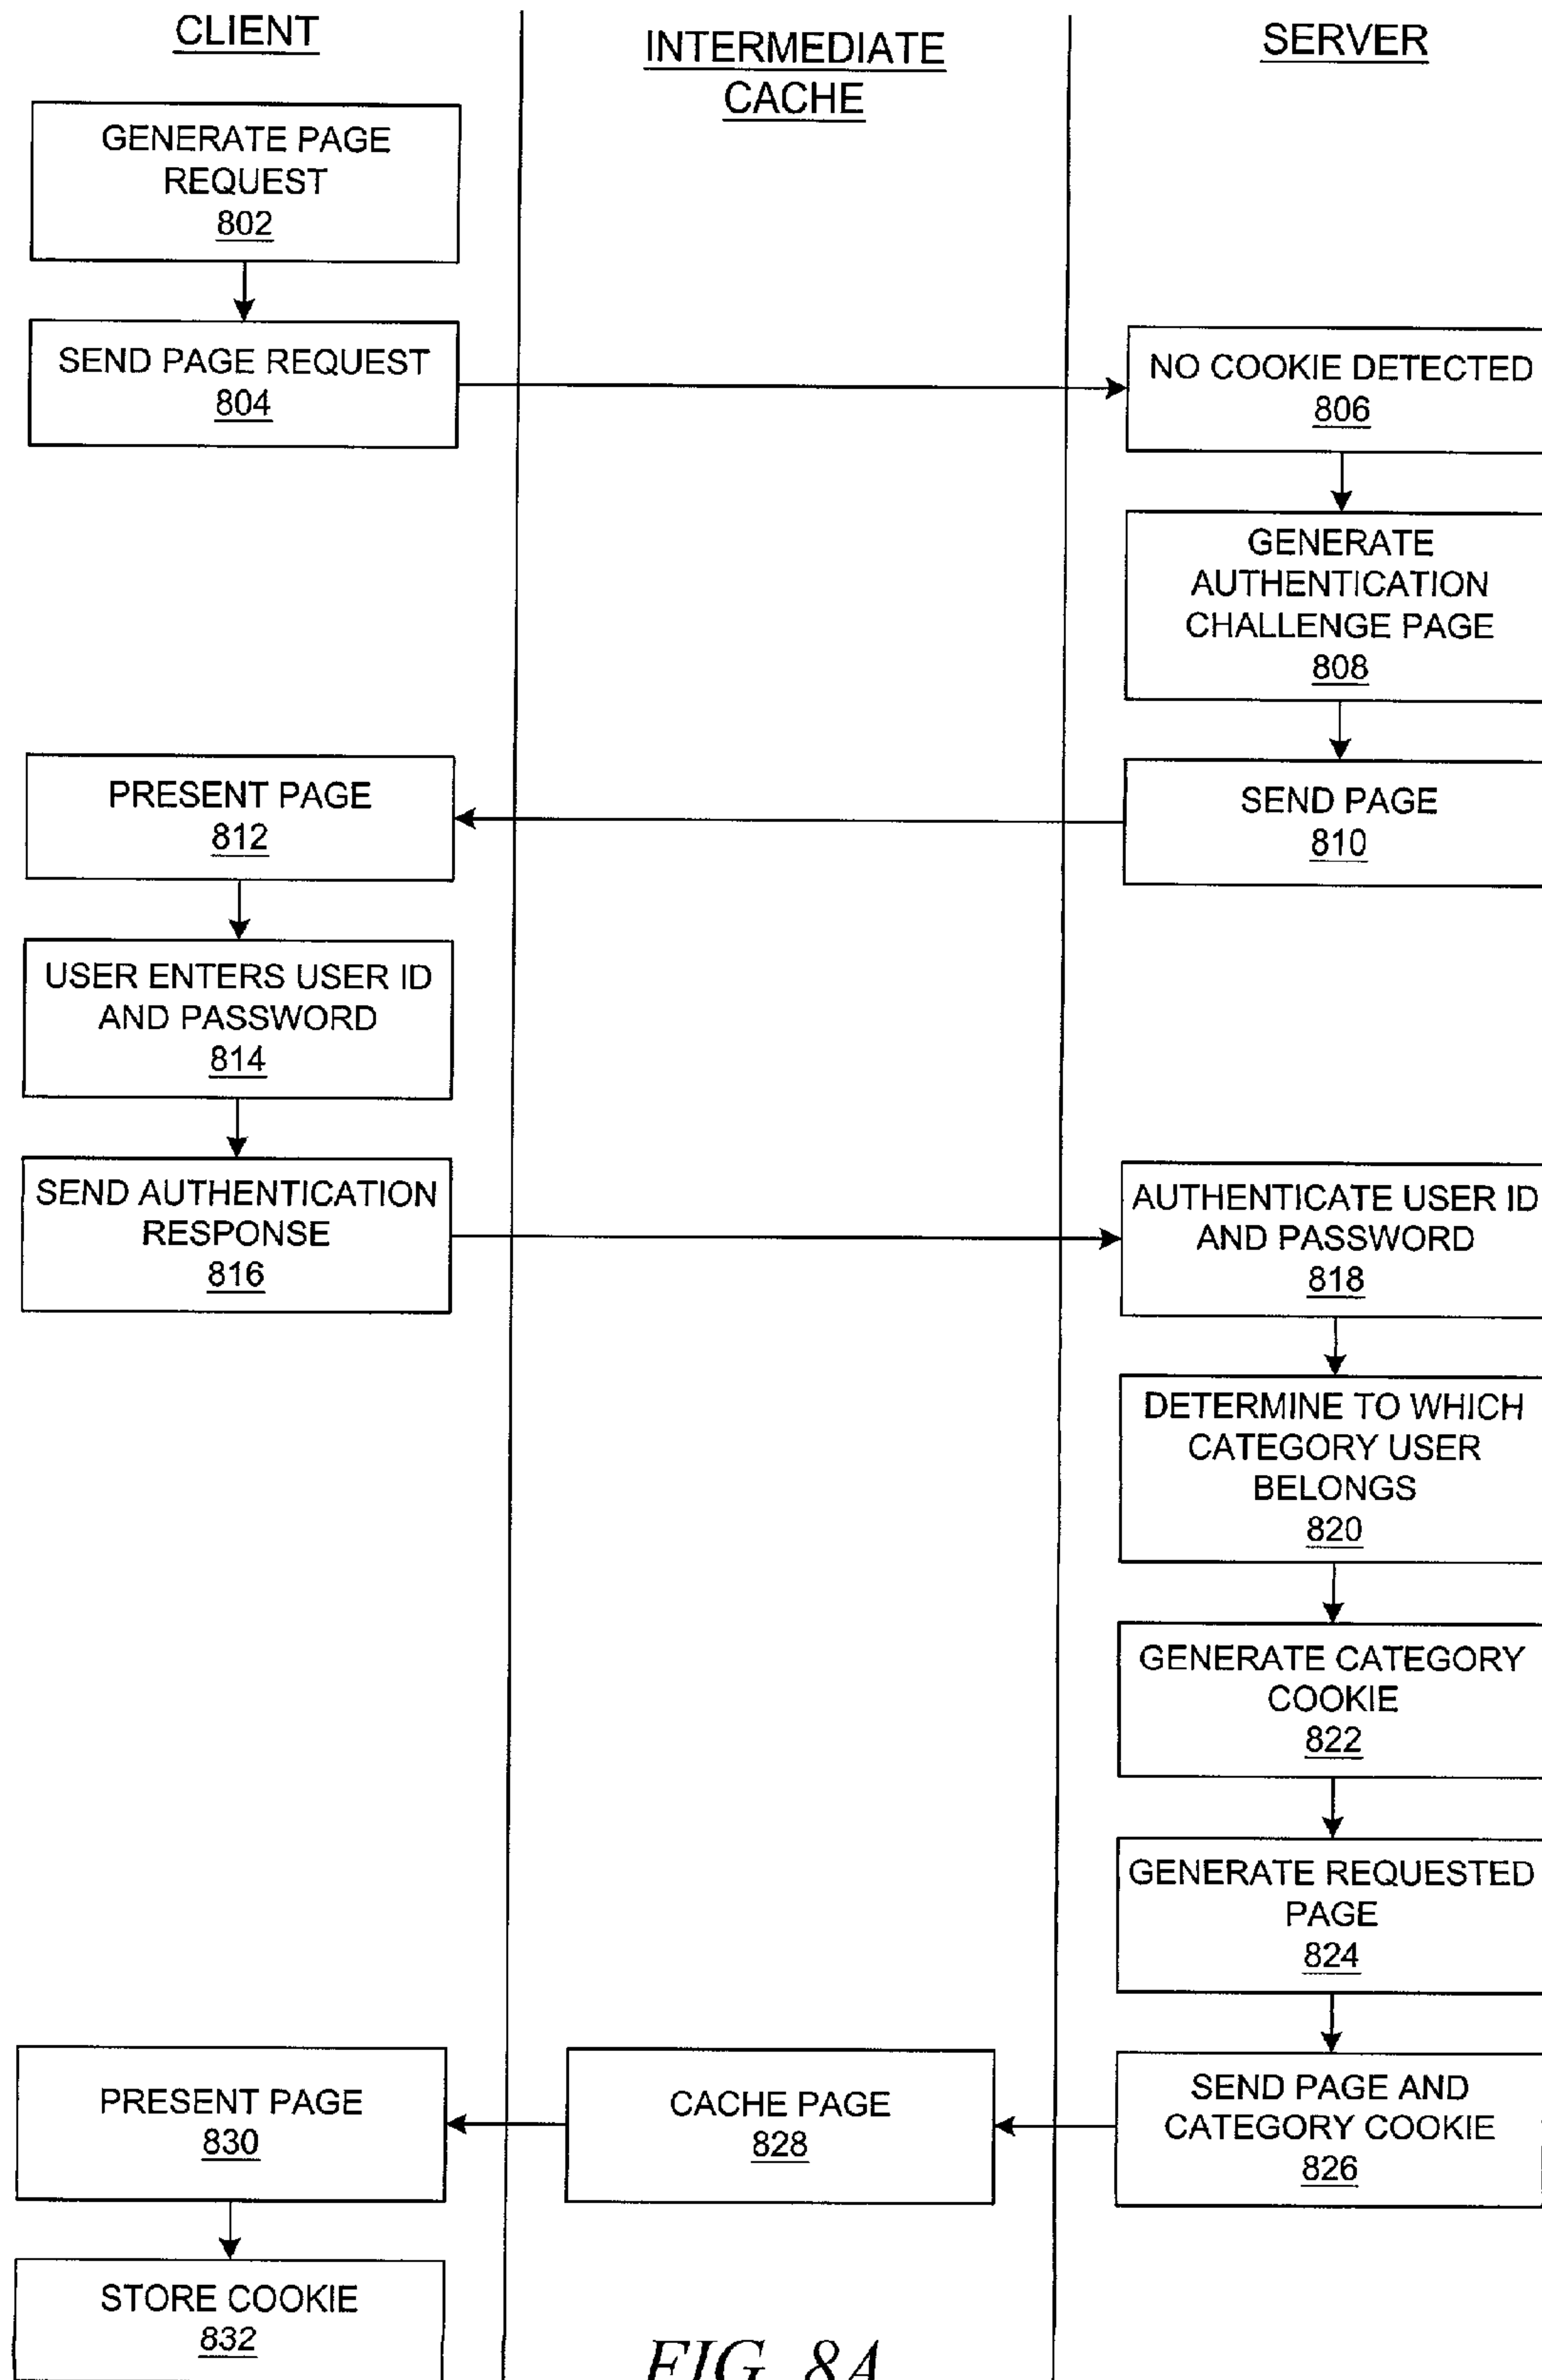 CLIENT
INTERMEDIATE
CACHE
SERVER
GENERATE PAGE
REQUEST
802
SEND PAGE REQUEST
804
NO COOKIE DETECTED
806
GENERATE
AUTHENTICATION
CHALLENGE PAGE
808
SEND PAGE
810
PRESENT PAGE
812
USER ENTERS USER ID
AND PASSWORD
814
SEND AUTHENTICATION
RESPONSE
816
AUTHENTICATE USER ID
AND PASSWORD
818
DETERMINE TO WHICH
CATEGORY USER
BELONGS
820
GENERATE CATEGORY
COOKIE
822
GENERATE REQUESTED
PAGE
824
SEND PAGE AND
CATEGORY COOKIE
826
CACHE PAGE
828
PRESENT PAGE
830
STORE COOKIE
832
FIG. 8A